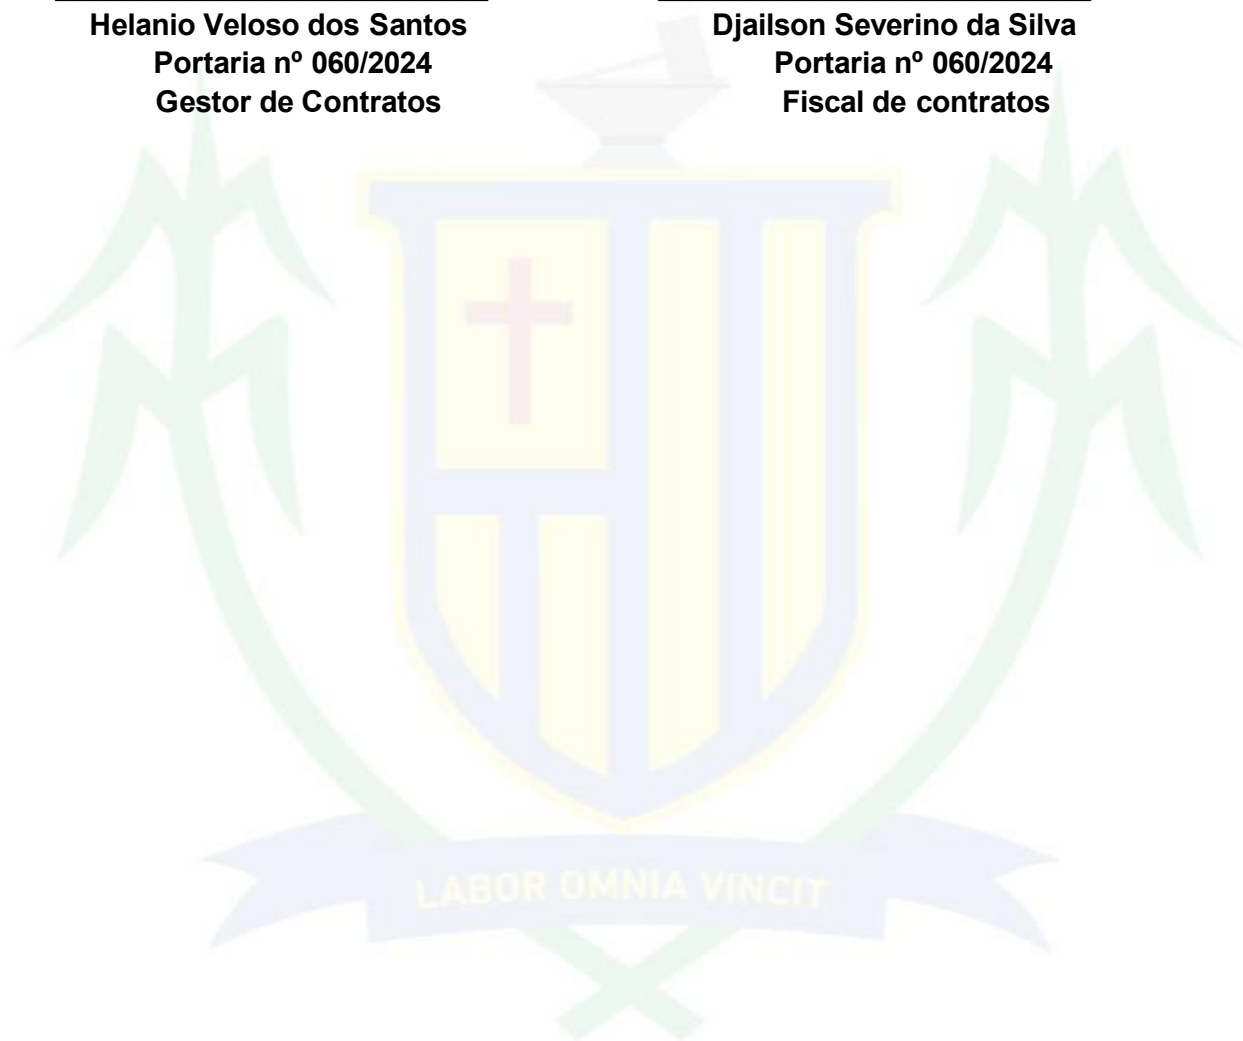 Helanio Veloso dos Santos
Portaria nº 060/2024
Gestor de Contratos
Djailson Severino da Silva
Portaria nº 060/2024
Fiscal de contratos
LABOR OMNIA VINCIT